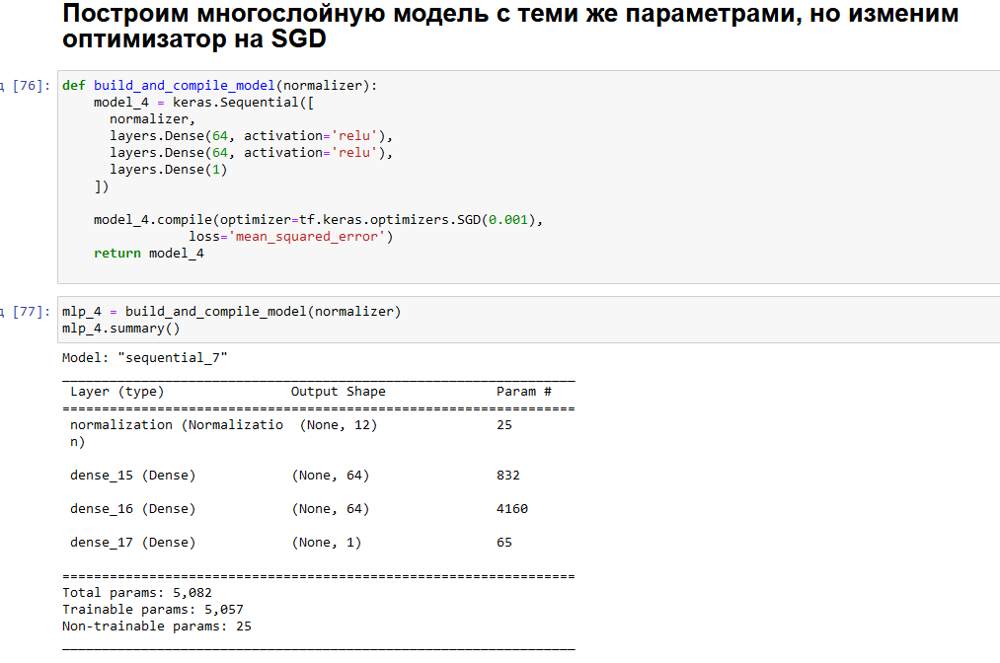 Построим многослойную модель с теми же параметрами, но изменим
оптимизатор на SGD
[76]: def build_and_compile_model(normalizer):
    model_4 = keras.Sequential([
      normalizer,
      layers.Dense(64, activation='relu'),
      layers.Dense(64, activation='relu'),
      layers.Dense(1)
    ])
    model_4.compile(optimizer=tf.keras.optimizers.SGD(0.001),
                loss='mean_squared_error')
    return model_4
[77]: mlp_4 = build_and_compile_model(normalizer)
mlp_4.summary()
Model: "sequential_7"
Layer (type) Output Shape Param #
normalization (Normalizatio (None, 12) 25
n)
dense_15 (Dense) (None, 64) 832
dense_16 (Dense) (None, 64) 4160
dense_17 (Dense) (None, 1) 65
Total params: 5,082
Trainable params: 5,057
Non-trainable params: 25